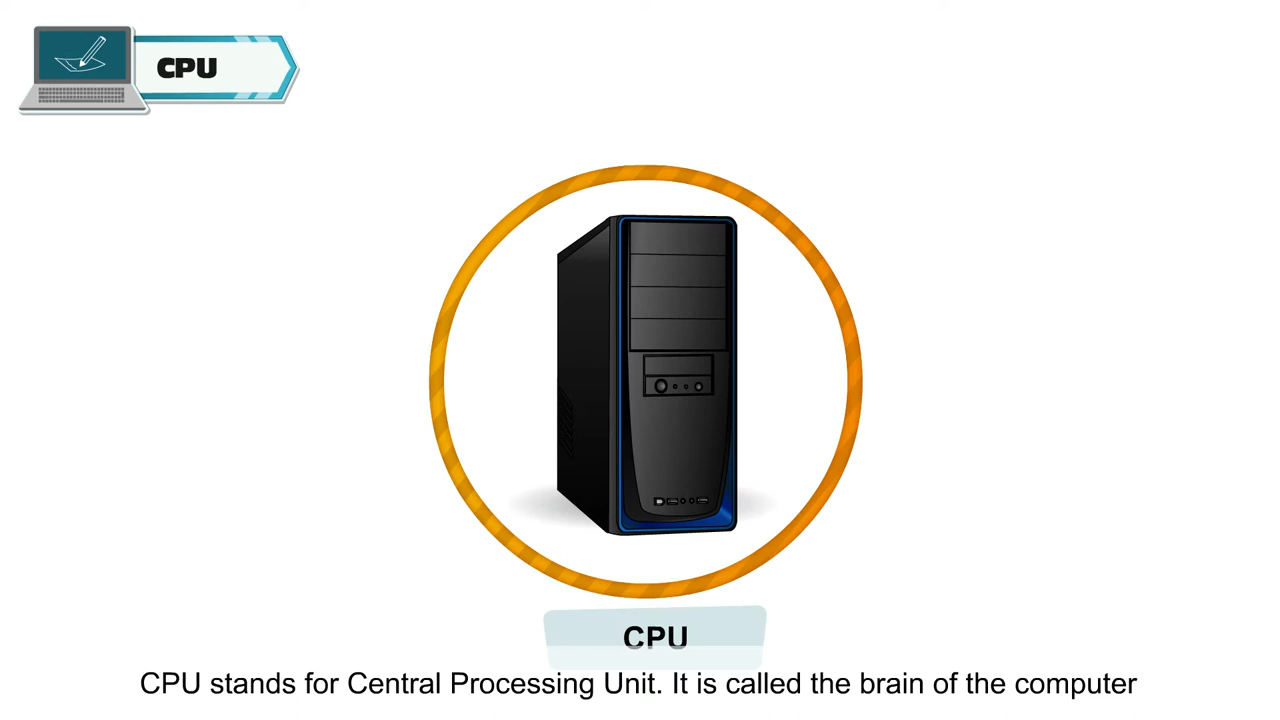 CPU
CPU
CPU stands for Central Processing Unit. It is called the brain of the computer